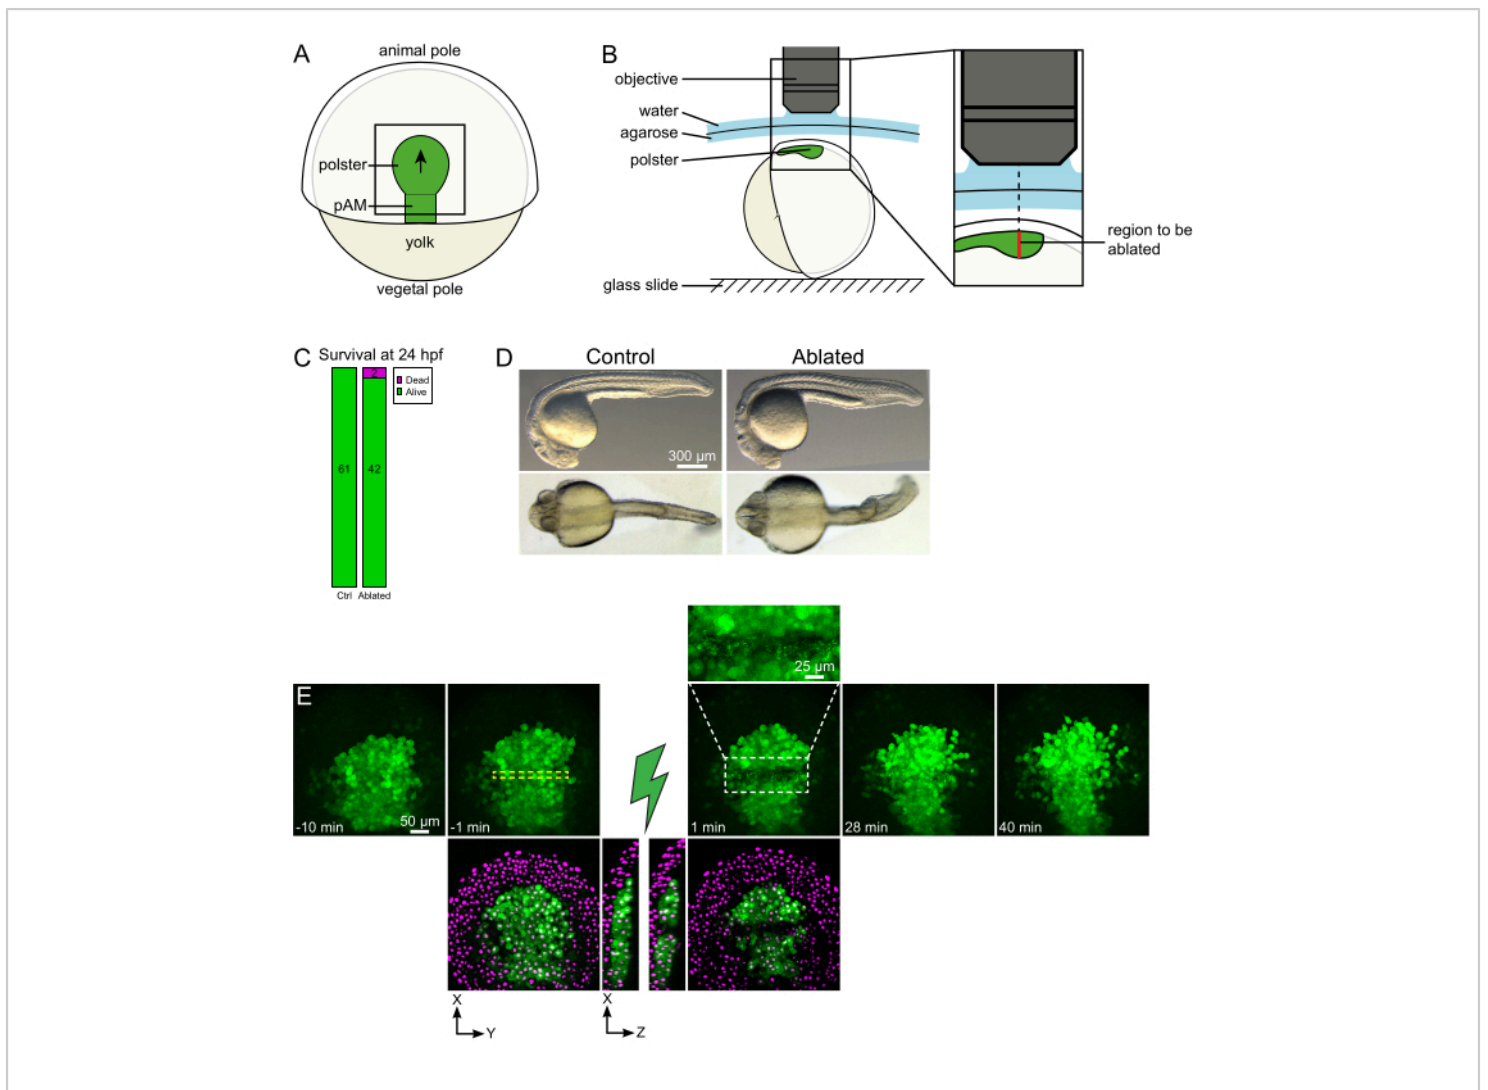 A
animal pole
polster
pAM
yolk
vegetal pole
B
objective
water
agarose
polster
glass slide
region to be
ablated
C
Survival at 24 hpf
2
Dead
Alive
61
42
Ctrl
Ablated
D
Control
Ablated
300 µm
25 µm
E
-10 min
50 µm
-1 min
1 min
28 min
40 min
X
Y
X
Z